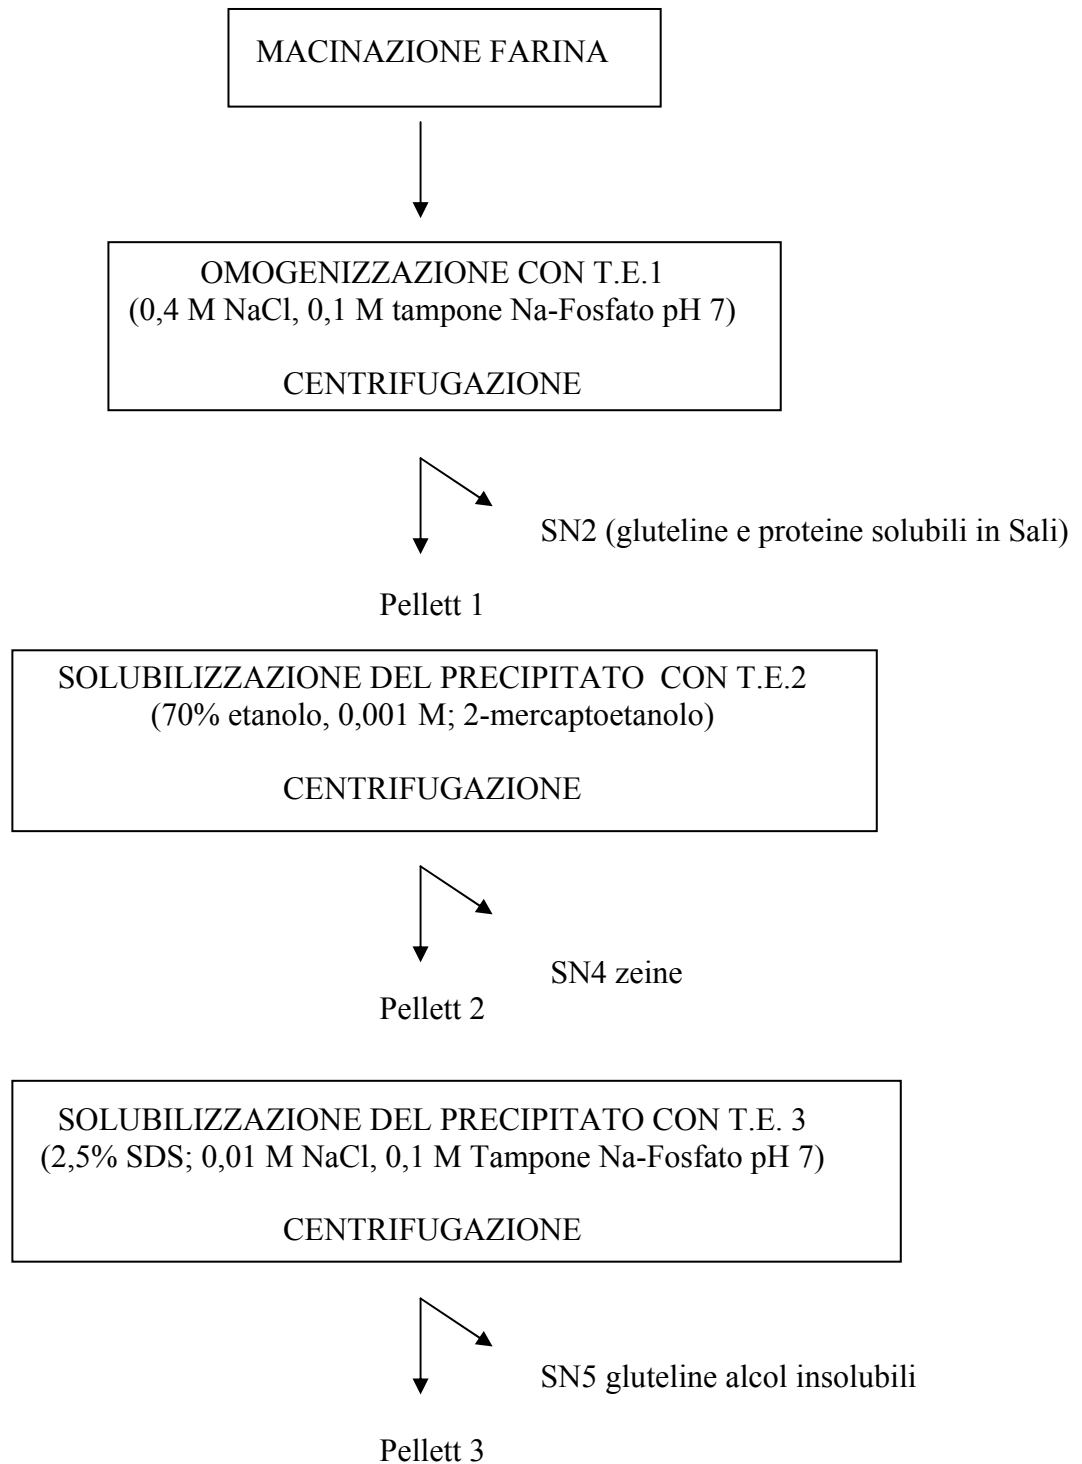 MACINAZIONE FARINA
OMOGENIZZAZIONE CON T.E.1
(0,4 M NaCl, 0,1 M tampone Na-Fosfato pH 7)
CENTRIFUGAZIONE
SN2 (gluteline e proteine solubili in Sali)
Pellett 1
SOLUBILIZZAZIONE DEL PRECIPITATO CON T.E.2
(70% etanolo, 0,001 M; 2-mercaptoetanolo)
CENTRIFUGAZIONE
SN4 zeine
Pellett 2
SOLUBILIZZAZIONE DEL PRECIPITATO CON T.E. 3
(2,5% SDS; 0,01 M NaCl, 0,1 M Tampone Na-Fosfato pH 7)
CENTRIFUGAZIONE
SN5 gluteline alcol insolubili
Pellett 3